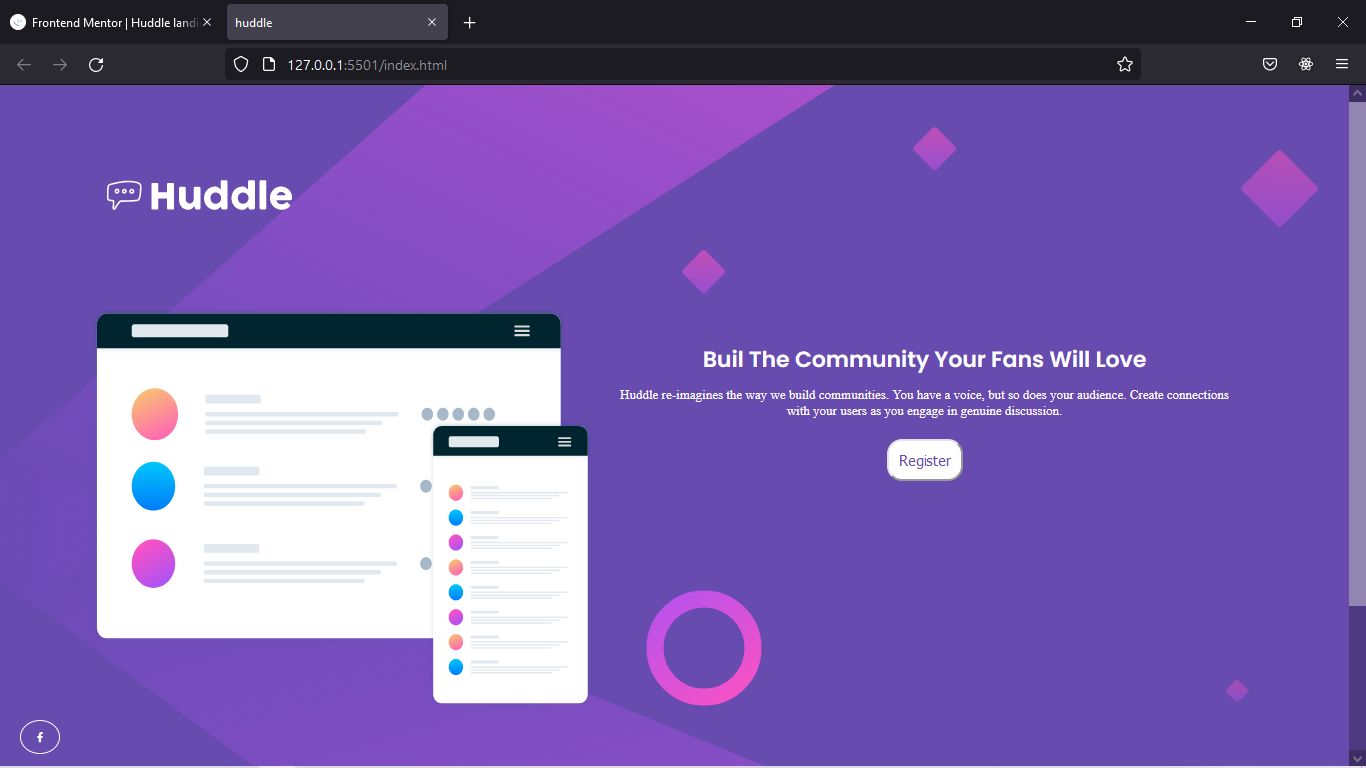 Frontend Mentor | Huddle landi
huddle
127.0.0.1:5501/index.html
Huddle
Buil The Community Your Fans Will Love
Huddle re-imagines the way we build communities. You have a voice, but so does your audience. Create connections
with your users as you engage in genuine discussion.
Register